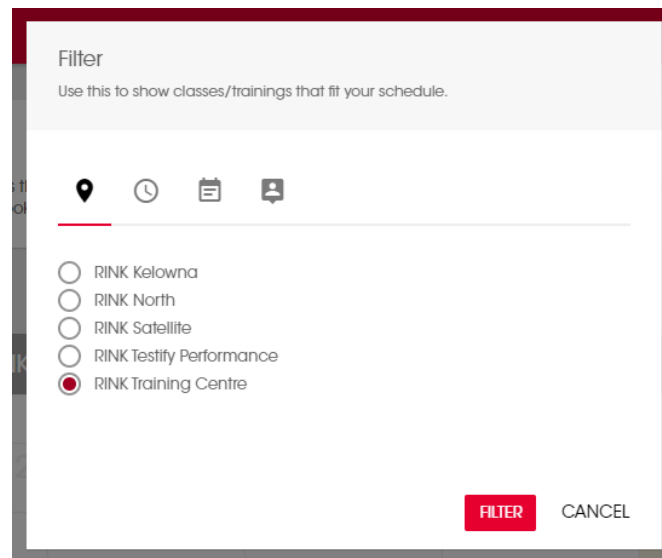 Filter
Use this to show classes/trainings that fit your schedule.
RINK Kelowna
RINK North
RINK Satellite
RINK Testify Performance
RINK Training Centre
FILTER CANCEL